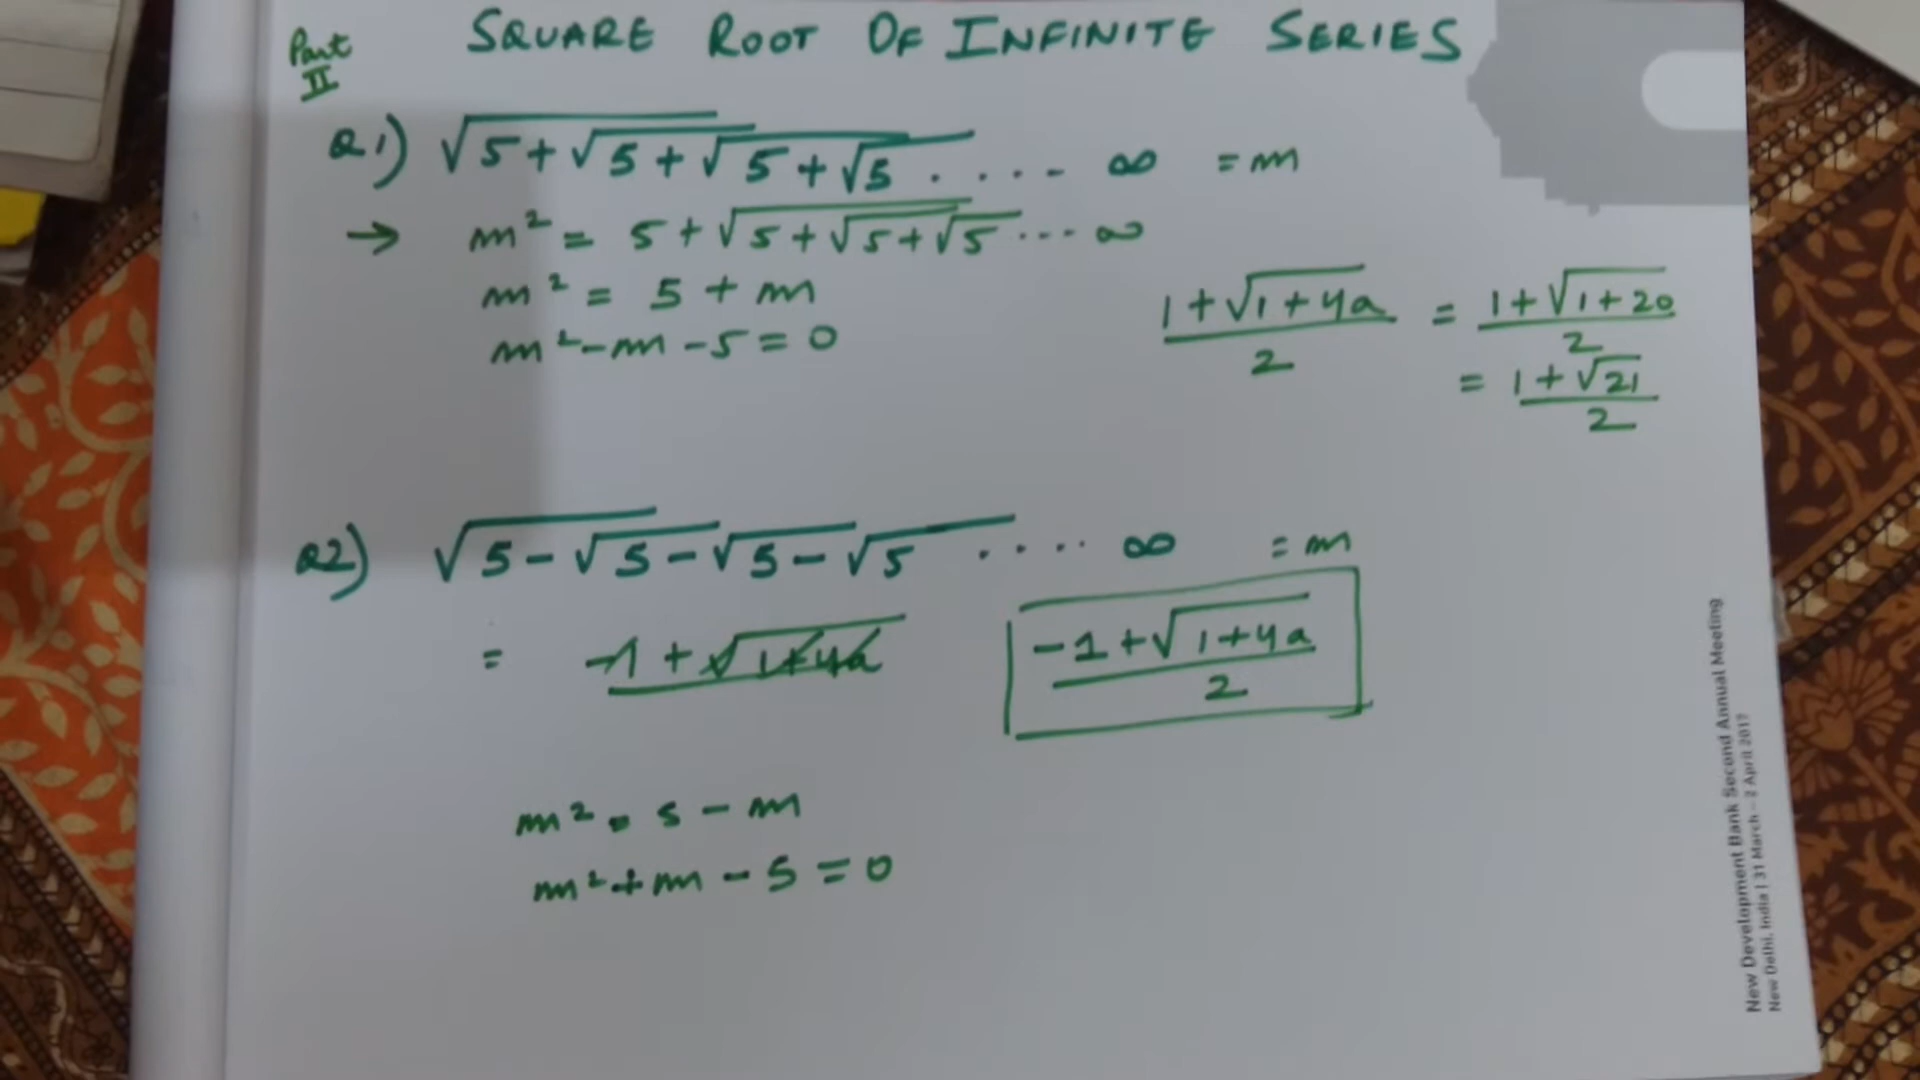 Part II
SQUARE ROOT OF INFINITE SERIES
Q1) √5+√5+√5+√5 . . . . ∞ = m
→ m² = 5+√5+√5+√5 ... ∞
m² = 5 + m
m²-m-5=0
1+√1+4a / 2 = 1+√1+20 / 2
= 1+√21 / 2
Q2) √5-√5-√5-√5 . . . . ∞ = m
= -1+√1+4a
-1+√1+4a / 2
m² = 5 - m
m²+m-5=0
New Development Bank Second Annual Meeting
New Delhi, India | 31 March – 2 April 2017